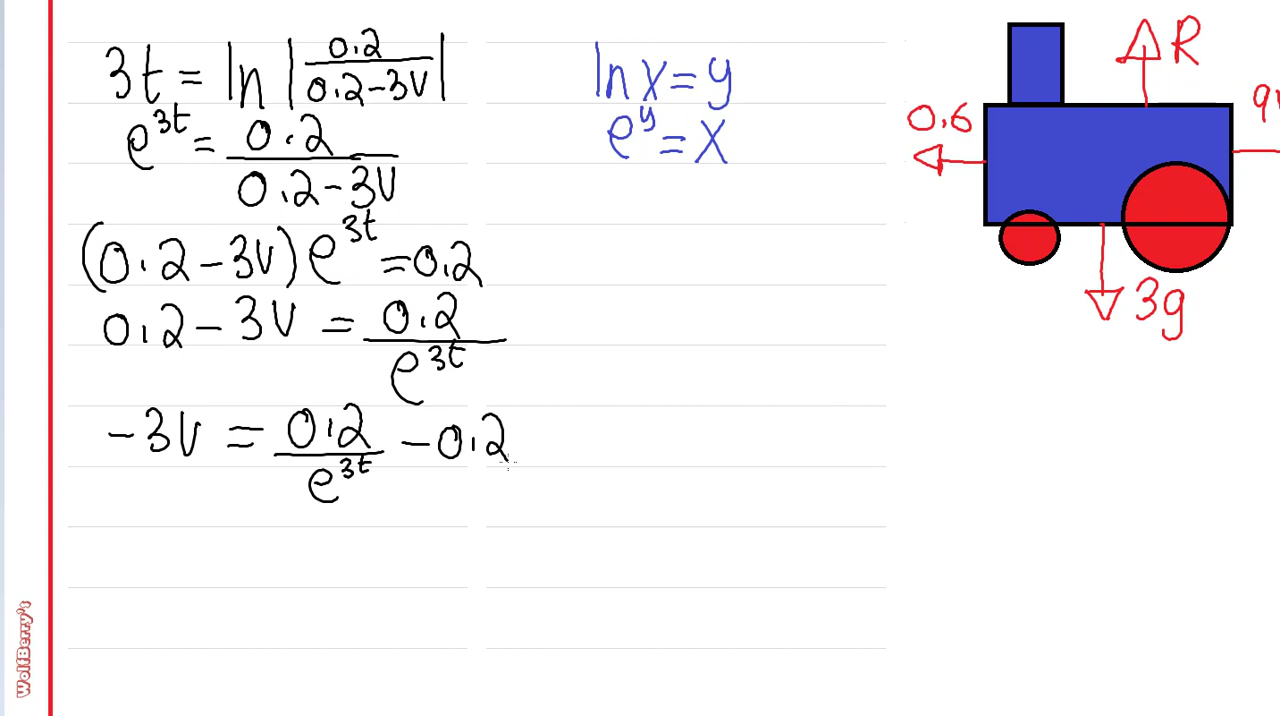 3t = ln |0.2/(0.2-3V)|
e^3t = 0.2/(0.2-3V)
(0.2-3V) e^3t = 0.2
0.2-3V = 0.2/e^3t
-3V = 0.2/e^3t - 0.2
ln x = y
e^y = x
R
0.6
3g